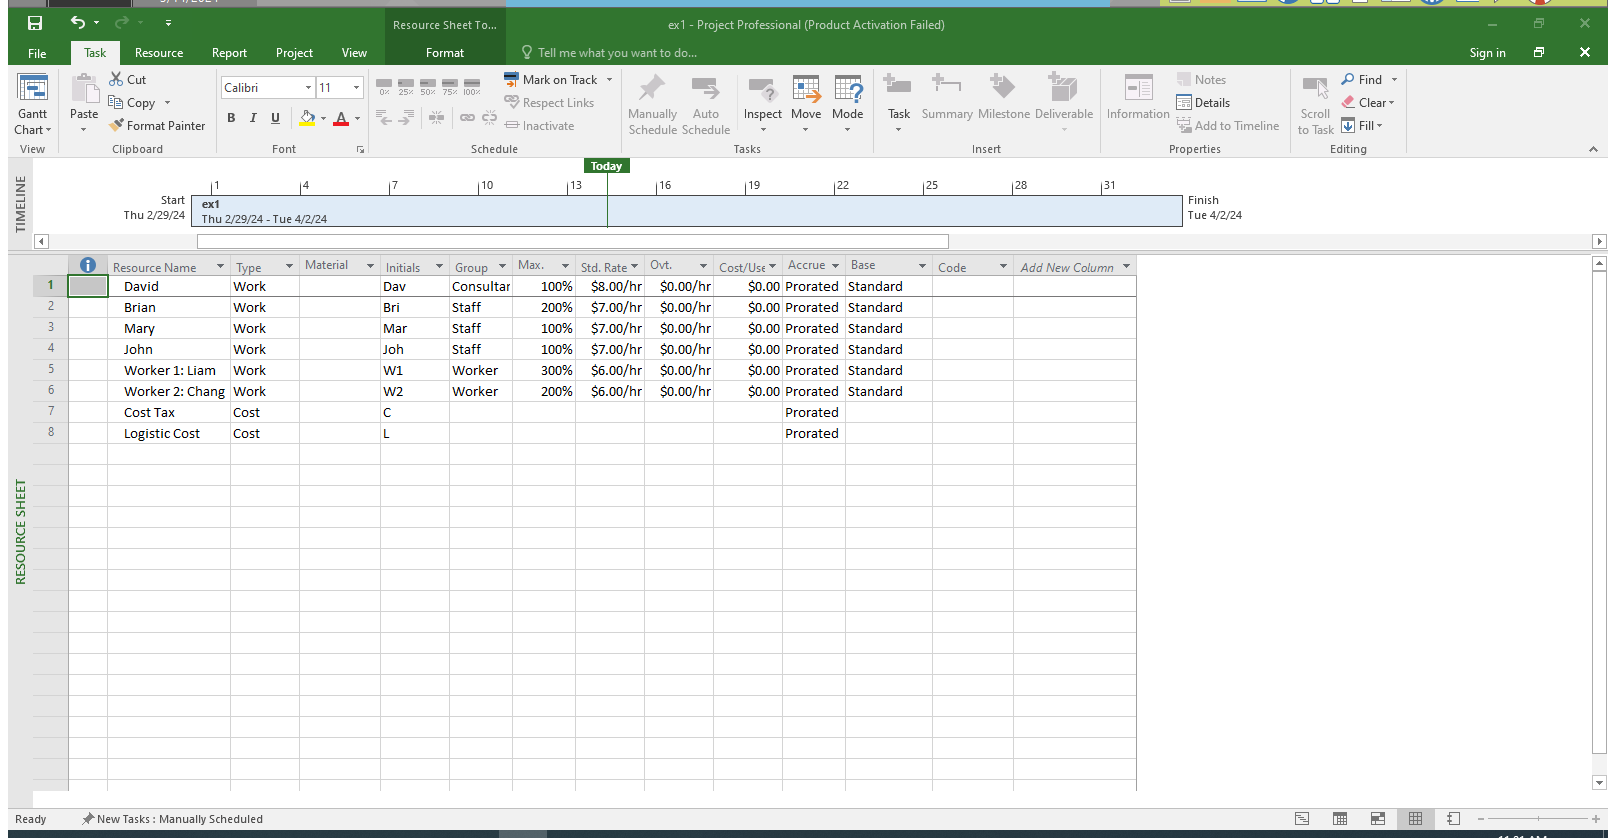 Resource Sheet To...
ex1 - Project Professional (Product Activation Failed)
File Task Resource Report Project View Format Tell me what you want to do... Sign in
Gantt Chart
View
Paste
Cut
Copy
Format Painter
Clipboard
Calibri 11
B I U A
Font
0% 25% 50% 75% 100%
Mark on Track
Respect Links
Inactivate
Schedule
Manually Schedule
Auto Schedule
Inspect
Move
Mode
Tasks
Task
Summary
Milestone
Deliverable
Insert
Information
Notes
Details
Add to Timeline
Properties
Scroll to Task
Find
Clear
Fill
Editing
TIMELINE
Today
1 4 7 10 13 16 19 22 25 28 31
Start
Thu 2/29/24
ex1
Thu 2/29/24 - Tue 4/2/24
Finish
Tue 4/2/24
RESOURCE SHEET
Resource Name Type Material Initials Group Max. Std. Rate Ovt. Cost/Use Accrue Base Code Add New Column
1 David Work Dav Consultar 100% $8.00/hr $0.00/hr $0.00 Prorated Standard
2 Brian Work Bri Staff 200% $7.00/hr $0.00/hr $0.00 Prorated Standard
3 Mary Work Mar Staff 100% $7.00/hr $0.00/hr $0.00 Prorated Standard
4 John Work Joh Staff 100% $7.00/hr $0.00/hr $0.00 Prorated Standard
5 Worker 1: Liam Work W1 Worker 300% $6.00/hr $0.00/hr $0.00 Prorated Standard
6 Worker 2: Chang Work W2 Worker 200% $6.00/hr $0.00/hr $0.00 Prorated Standard
7 Cost Tax Cost C Prorated
8 Logistic Cost Cost L Prorated
Ready New Tasks : Manually Scheduled